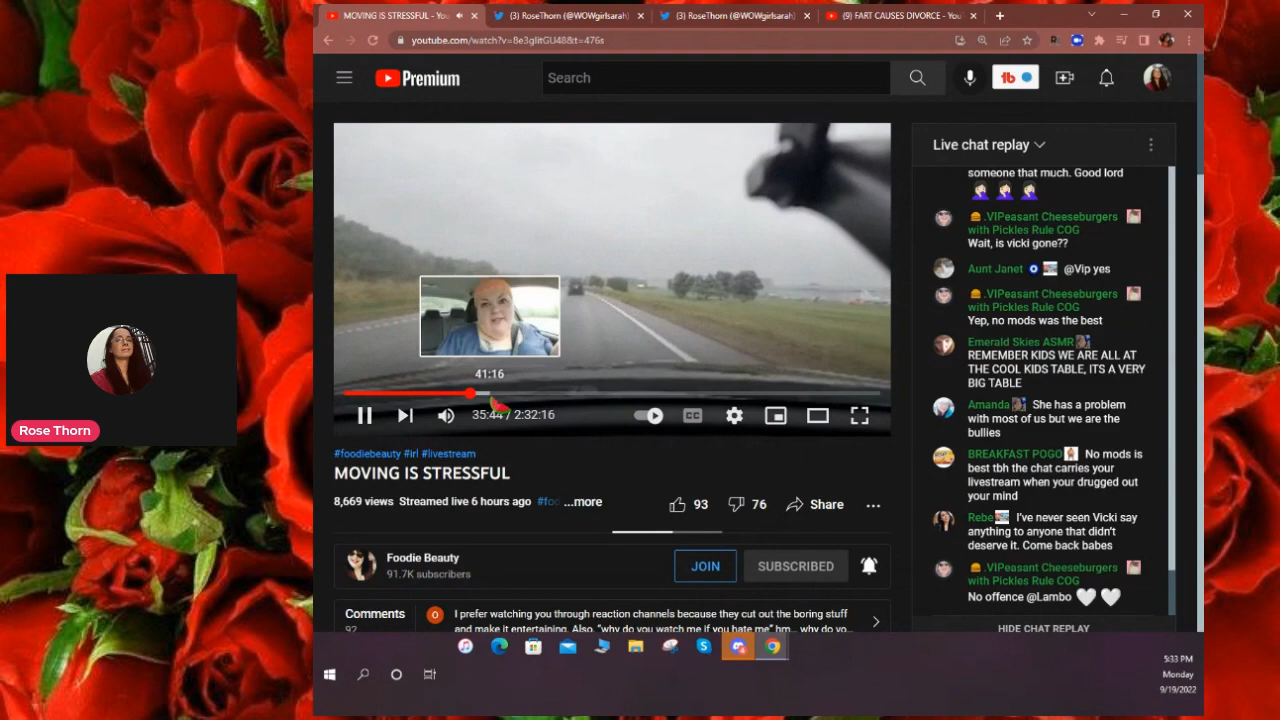 MOVING IS STRESSFUL - You
(3) RoseThorn (@WOWgirlsarah)
(3) RoseThorn (@WOWgirlsarah)
(9) FART CAUSES DIVORCE - You
youtube.com/watch?v=8e3glitGU48&t=476s
Premium
Search
Live chat replay
someone that much. Good lord
.VIPeasant Cheeseburgers
with Pickles Rule COG
Wait, is vicki gone??
Aunt Janet @Vip yes
.VIPeasant Cheeseburgers
with Pickles Rule COG
Yep, no mods was the best
Emerald Skies ASMR
REMEMBER KIDS WE ARE ALL AT
THE COOL KIDS TABLE, ITS A VERY
BIG TABLE
Amanda She has a problem
with most of us but we are the
bullies
BREAKFAST POGO No mods is
best tbh the chat carries your
livestream when your drugged out
your mind
Rebe I've never seen Vicki say
anything to anyone that didn't
deserve it. Come back babes
.VIPeasant Cheeseburgers
with Pickles Rule COG
No offence @Lambo
HIDE CHAT REPLAY
41:16
35:44 / 2:32:16
CC
#foodiebeauty #irl #livestream
MOVING IS STRESSFUL
8,669 views Streamed live 6 hours ago #foo ...more
93
76
Share
Foodie Beauty
91.7K subscribers
JOIN
SUBSCRIBED
Comments
92
I prefer watching you through reaction channels because they cut out the boring stuff
and make it entertaining. Also, "why do you watch me if you hate me" hm... why do yo...
Rose Thorn
5:33 PM
Monday
9/19/2022